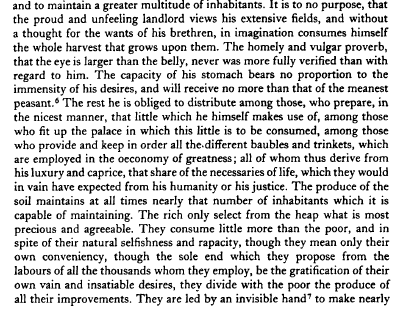 and to maintain a greater multitude of inhabitants. It is to no purpose, that
the proud and unfeeling landlord views his extensive fields, and without
a thought for the wants of his brethren, in imagination consumes himself
the whole harvest that grows upon them. The homely and vulgar proverb,
that the eye is larger than the belly, never was more fully verified than with
regard to him. The capacity of his stomach bears no proportion to the
immensity of his desires, and will receive no more than that of the meanest
peasant.⁶ The rest he is obliged to distribute among those, who prepare, in
the nicest manner, that little which he himself makes use of, among those
who fit up the palace in which this little is to be consumed, among those
who provide and keep in order all the different baubles and trinkets, which
are employed in the oeconomy of greatness; all of whom thus derive from
his luxury and caprice, that share of the necessaries of life, which they would
in vain have expected from his humanity or his justice. The produce of the
soil maintains at all times nearly that number of inhabitants which it is
capable of maintaining. The rich only select from the heap what is most
precious and agreeable. They consume little more than the poor, and in
spite of their natural selfishness and rapacity, though they mean only their
own conveniency, though the sole end which they propose from the
labours of all the thousands whom they employ, be the gratification of their
own vain and insatiable desires, they divide with the poor the produce of
all their improvements. They are led by an invisible hand⁷ to make nearly